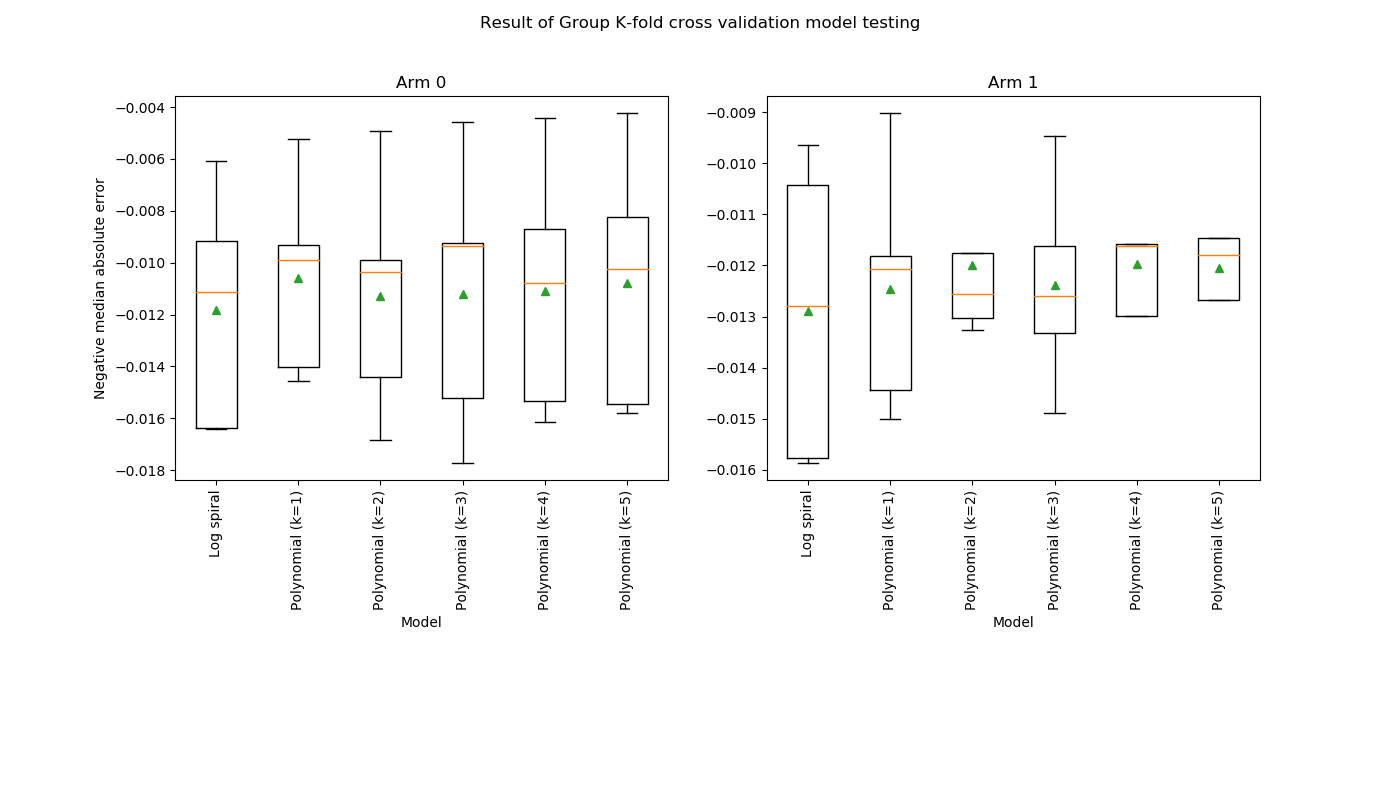 Result of Group K-fold cross validation model testing
Arm 0
Negative median absolute error
−0.004
−0.006
−0.008
−0.010
−0.012
−0.014
−0.016
−0.018
Log spiral
Polynomial (k=1)
Polynomial (k=2)
Polynomial (k=3)
Polynomial (k=4)
Polynomial (k=5)
Model
Arm 1
−0.009
−0.010
−0.011
−0.012
−0.013
−0.014
−0.015
−0.016
Log spiral
Polynomial (k=1)
Polynomial (k=2)
Polynomial (k=3)
Polynomial (k=4)
Polynomial (k=5)
Model